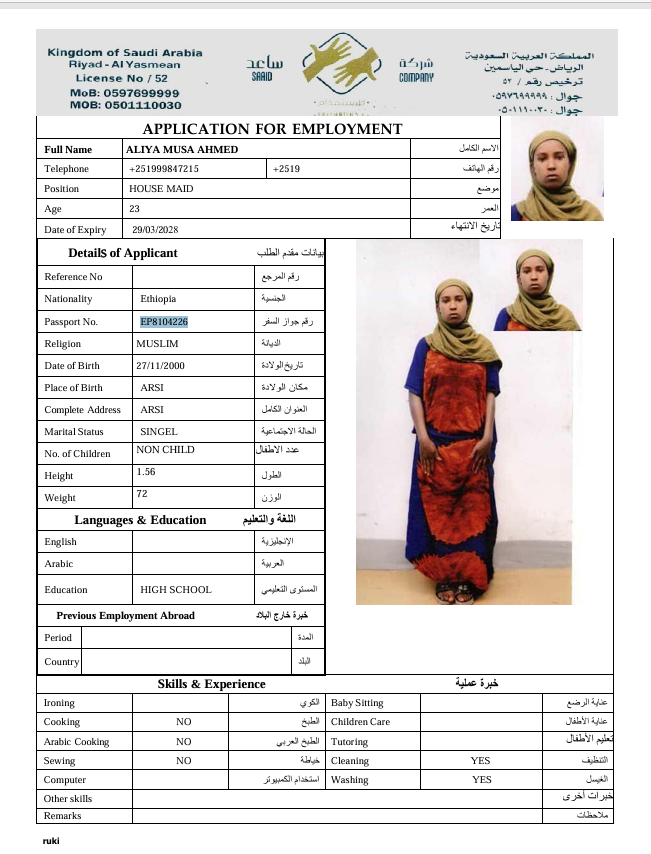 Kingdom of Saudi Arabia
Riyad - Al Yasmean
License No / 52
MoB: 0597699999
MOB: 0501110030
ساعد
SAAID
شركة
COMPANY
المملكة العربية السعودية
الرياض - حي الياسمين
ترخيص رقم / ٥٢
جوال : ٠٥٩٧٦٩٩٩٩٩
جوال : ٠٥٠١١١٠٠٣٠
APPLICATION FOR EMPLOYMENT
Full Name ALIYA MUSA AHMED الاسم الكامل
Telephone +251999847215 +2519 رقم الهاتف
Position HOUSE MAID موضع
Age 23 العمر
Date of Expiry 29/03/2028 تاريخ الانتهاء
Details of Applicant بيانات مقدم الطلب
Reference No رقم المرجع
Nationality Ethiopia الجنسية
Passport No. EP8104226 رقم جواز السفر
Religion MUSLIM الديانة
Date of Birth 27/11/2000 تاريخ الولادة
Place of Birth ARSI مكان الولادة
Complete Address ARSI العنوان الكامل
Marital Status SINGEL الحالة الاجتماعية
No. of Children NON CHILD عدد الاطفال
Height 1.56 الطول
Weight 72 الوزن
Languages & Education اللغة والتعليم
English الإنجليزية
Arabic العربية
Education HIGH SCHOOL المستوى التعليمي
Previous Employment Abroad خبرة خارج البلاد
Period المدة
Country البلد
Skills & Experience خبرة عملية
Ironing الكوي Baby Sitting عناية الرضع
Cooking NO الطبخ Children Care عناية الأطفال
Arabic Cooking NO الطبخ العربي Tutoring تعليم الأطفال
Sewing NO خياطة Cleaning YES التنظيف
Computer استخدام الكمبيوتر Washing YES الغيسل
Other skills خبرات أخرى
Remarks ملاحظات
ruki